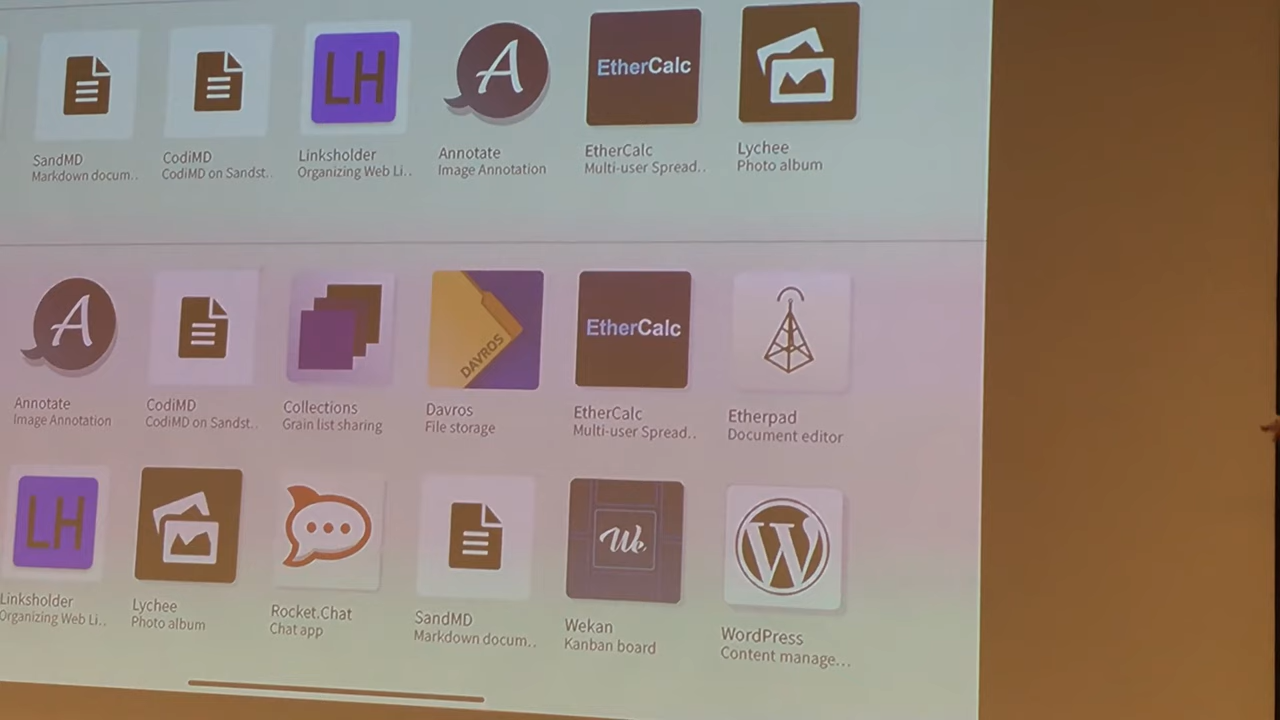 LH
A
EtherCalc
SandMD
Markdown docum..
CodiMD
CodiMD on Sandst..
Linksholder
Organizing Web Li..
Annotate
Image Annotation
EtherCalc
Multi-user Spread..
Lychee
Photo album
A
DAVROS
EtherCalc
Annotate
Image Annotation
CodiMD
CodiMD on Sandst..
Collections
Grain list sharing
Davros
File storage
EtherCalc
Multi-user Spread..
Etherpad
Document editor
LH
We
W
Linksholder
Organizing Web Li..
Lychee
Photo album
Rocket.Chat
Chat app
SandMD
Markdown docum..
Wekan
Kanban board
WordPress
Content manage...